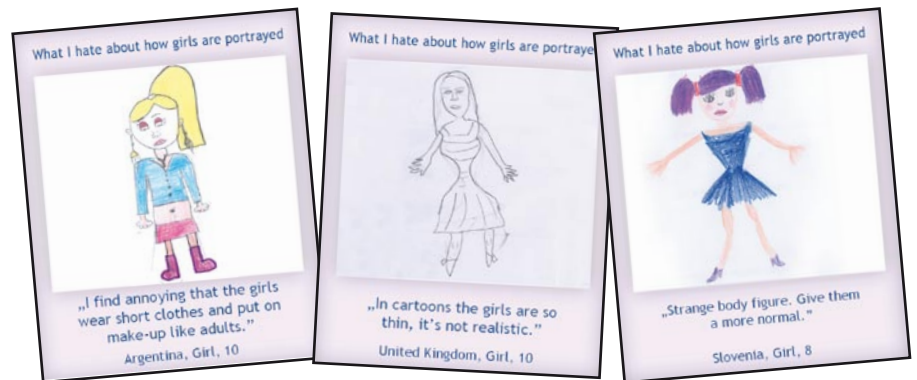 What I hate about how girls are portrayed
„I find annoying that the girls
wear short clothes and put on
make-up like adults.”
Argentina, Girl, 10
What I hate about how girls are portraye
„In cartoons the girls are so
thin, it’s not realistic.”
United Kingdom, Girl, 10
What I hate about how girls are portrayed
„Strange body figure. Give them
a more normal.”
Slovenia, Girl, 8